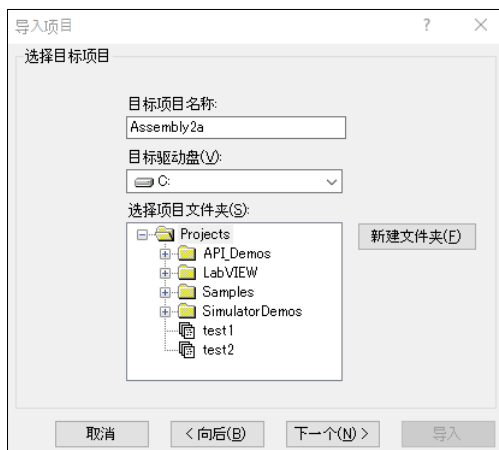 导入项目
选择目标项目
目标项目名称:
Assembly2a
目标驱动盘(V):
C:
选择项目文件夹(S):
Projects
API_Demos
LabVIEW
Samples
SimulatorDemos
test1
test2
新建文件夹(F)
取消
< 向后(B)
下一个(N) >
导入